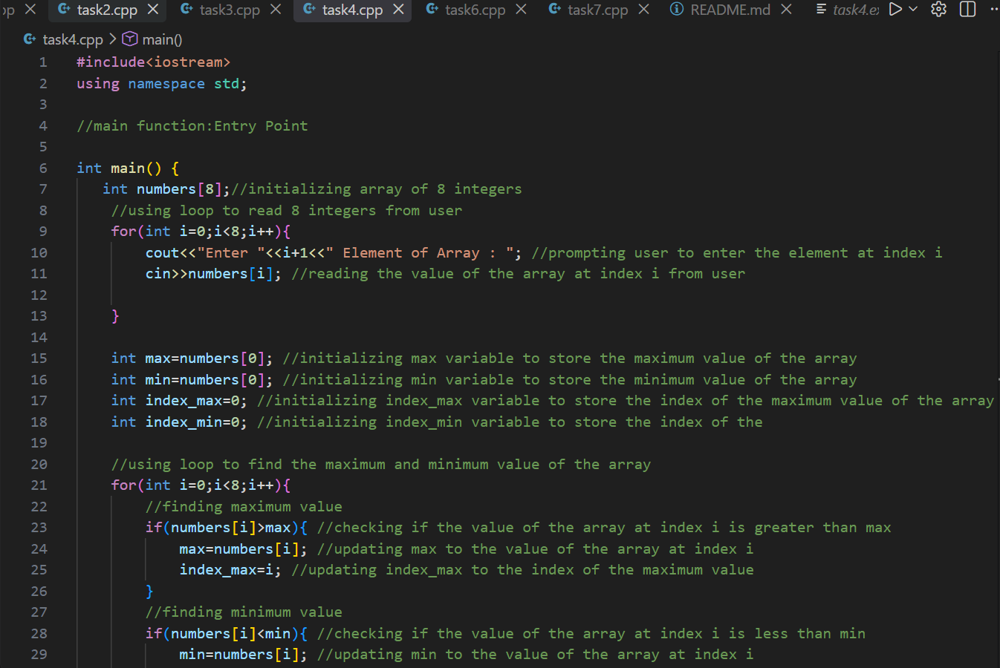 pp task2.cpp task3.cpp task4.cpp task6.cpp task7.cpp README.md task4.e
task4.cpp > main()
1 #include<iostream>
2 using namespace std;
3
4 //main function:Entry Point
5
6 int main() {
7 int numbers[8];//initializing array of 8 integers
8 //using loop to read 8 integers from user
9 for(int i=0;i<8;i++){
10 cout<<"Enter "<<i+1<<" Element of Array : "; //prompting user to enter the element at index i
11 cin>>numbers[i]; //reading the value of the array at index i from user
12
13 }
14
15 int max=numbers[0]; //initializing max variable to store the maximum value of the array
16 int min=numbers[0]; //initializing min variable to store the minimum value of the array
17 int index_max=0; //initializing index_max variable to store the index of the maximum value of the array
18 int index_min=0; //initializing index_min variable to store the index of the
19
20 //using loop to find the maximum and minimum value of the array
21 for(int i=0;i<8;i++){
22 //finding maximum value
23 if(numbers[i]>max){ //checking if the value of the array at index i is greater than max
24 max=numbers[i]; //updating max to the value of the array at index i
25 index_max=i; //updating index_max to the index of the maximum value
26 }
27 //finding minimum value
28 if(numbers[i]<min){ //checking if the value of the array at index i is less than min
29 min=numbers[i]; //updating min to the value of the array at index i